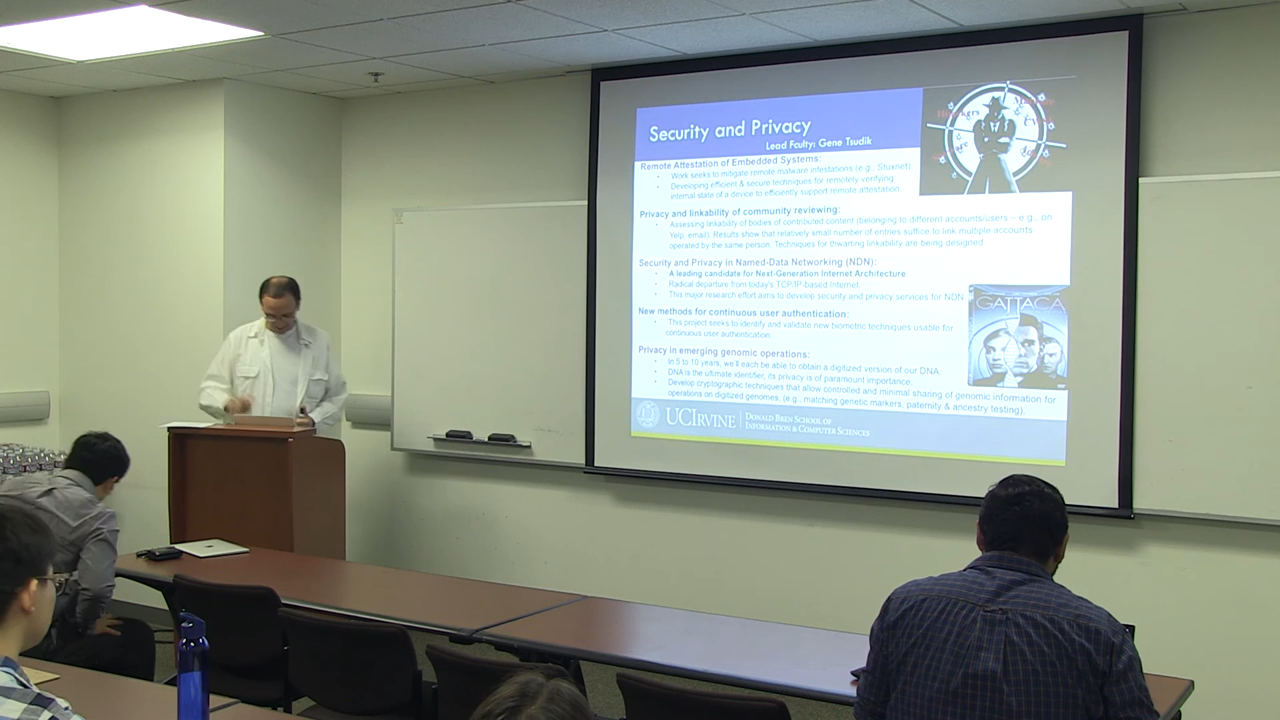 Security and Privacy
Lead Fculty: Gene Tsudik
Remote Attestation of Embedded Systems:
Work seeks to mitigate remote malware infestations (e.g., Stuxnet)
Developing efficient & secure techniques for remotely verifying
internal state of a device to efficiently support remote attestation.
Privacy and linkability of community reviewing:
Assessing linkability of bodies of contributed content (belonging to different accounts/users – e.g., on
Yelp, email). Results show that relatively small number of entries suffice to link multiple accounts
operated by the same person. Techniques for thwarting linkability are being designed
Security and Privacy in Named-Data Networking (NDN):
A leading candidate for Next-Generation Internet Architecture
Radical departure from today's TCP/IP-based Internet.
This major research effort aims to develop security and privacy services for NDN.
GATTACA
New methods for continuous user authentication:
This project seeks to identify and validate new biometric techniques usable for
continuous user authentication.
Privacy in emerging genomic operations:
In 5 to 10 years, we'll each be able to obtain a digitized version of our DNA
DNA is the ultimate identifier, its privacy is of paramount importance.
Develop cryptographic techniques that allow controlled and minimal sharing of genomic information for
operations on digitized genomes, (e.g., matching genetic markers, paternity & ancestry testing).
UCIRVINE
DONALD BREN SCHOOL OF
INFORMATION & COMPUTER SCIENCES